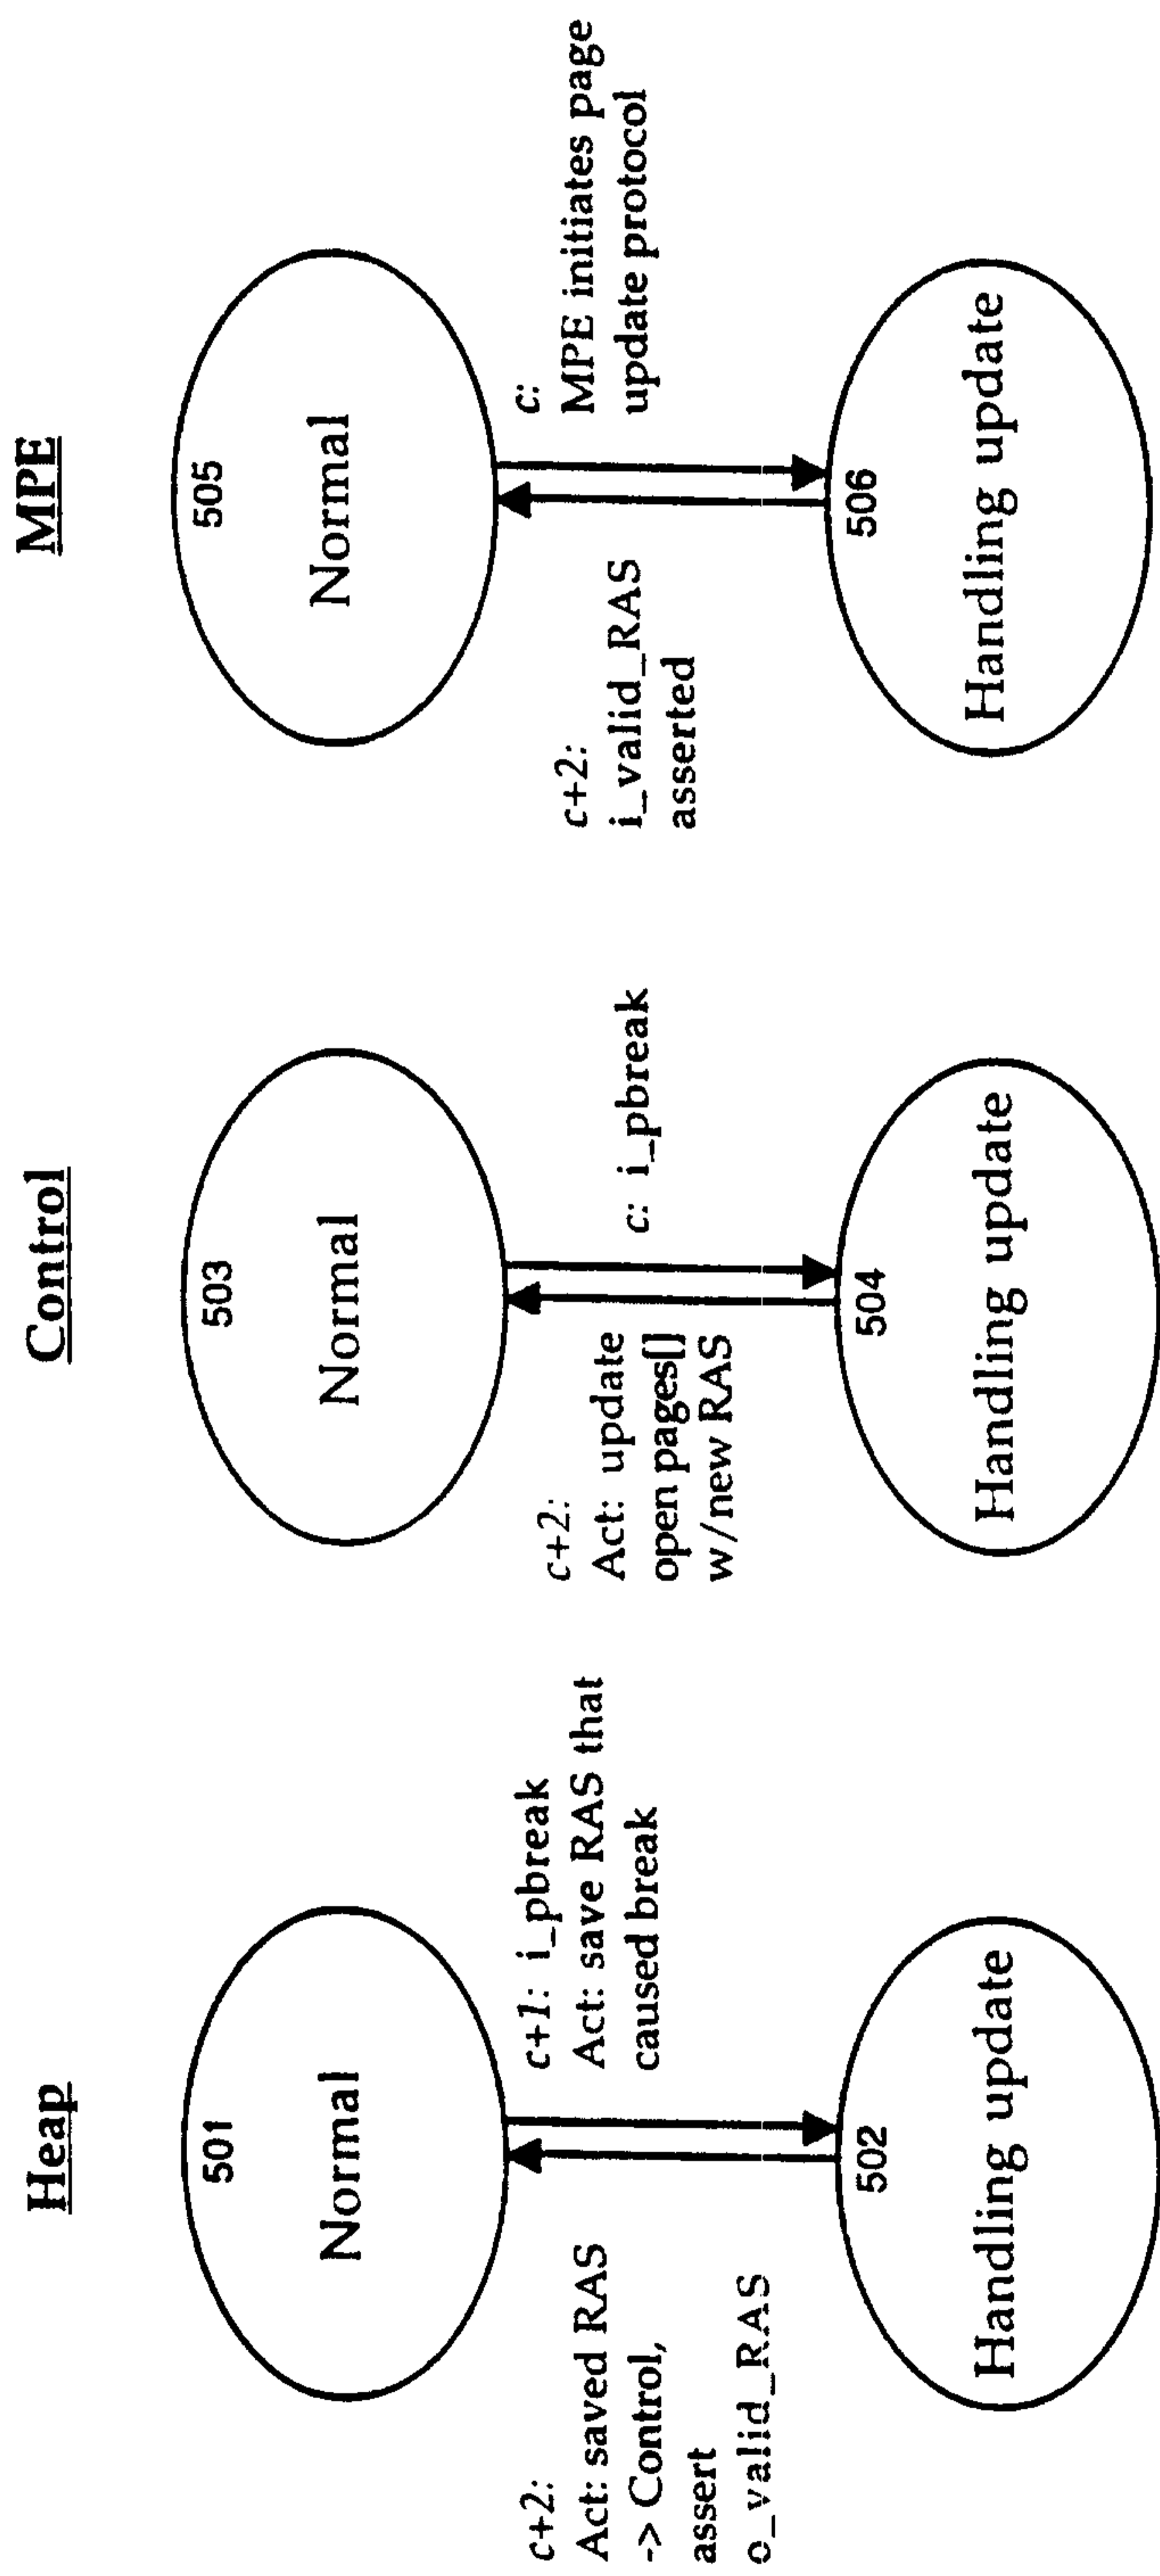 Heap
501
Normal
c+2:
Act: saved RAS
-> Control,
assert
o_valid_RAS
c+1: i_pbreak
Act: save RAS that
caused break
502
Handling update
Control
503
Normal
c+2:
Act: update
open pages[]
w/new RAS
c: i_pbreak
504
Handling update
MPE
505
Normal
c+2:
i_valid_RAS
asserted
c:
MPE initiates page
update protocol
506
Handling update